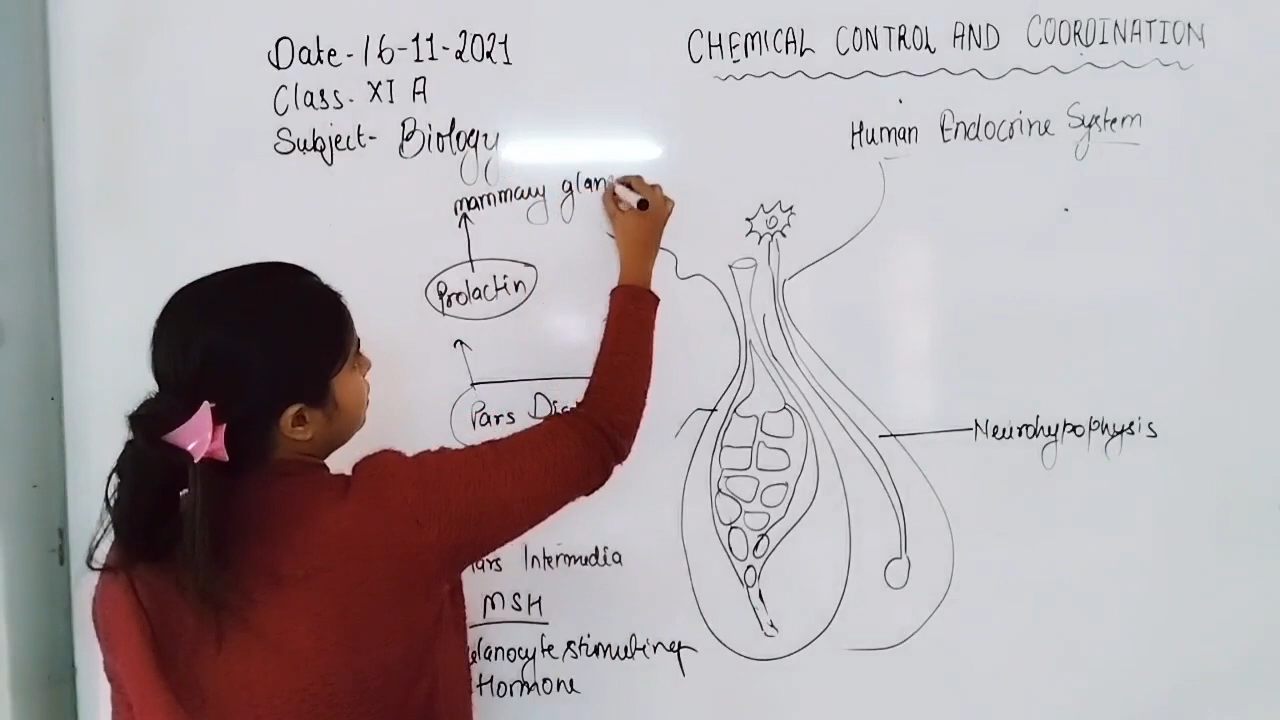 Date-16-11-2021
Class. XI A
Subject- Biology
CHEMICAL CONTROL AND COORDINATION
Human Endocrine System
mammary glan
Prolactin
Pars Dis
Neurohypophysis
ars Intermedia
MSH
elanocyte stimuting
Hormone